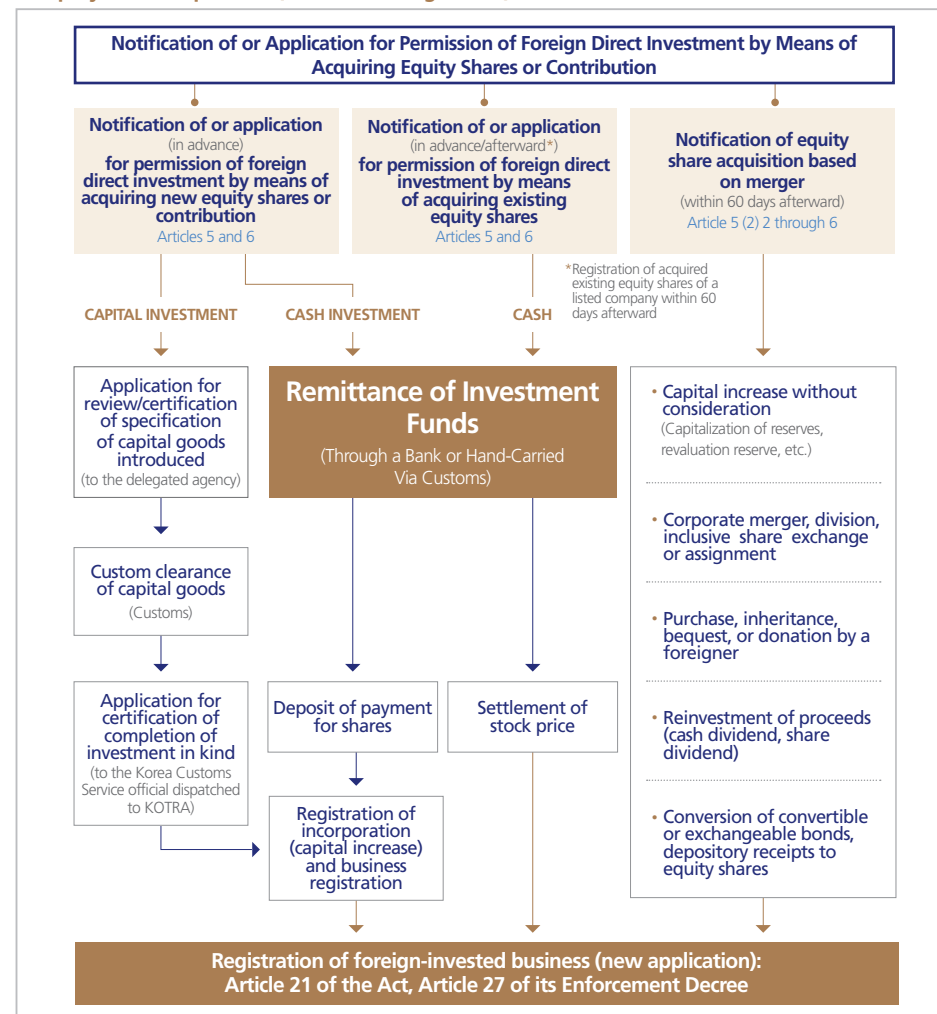 Notification of or Application for Permission of Foreign Direct Investment by Means of
Acquiring Equity Shares or Contribution
Notification of or application
(in advance)
for permission of foreign
direct investment by means of
acquiring new equity shares or
contribution
Articles 5 and 6
Notification of or application
(in advance/afterward*)
for permission of foreign direct
investment by means
of acquiring existing
equity shares
Articles 5 and 6
Notification of equity
share acquisition based
on merger
(within 60 days afterward)
Article 5 (2) 2 through 6
*Registration of acquired
existing equity shares of a
listed company within 60
days afterward
CAPITAL INVESTMENT
CASH INVESTMENT
CASH
Application for
review/certification
of specification
of capital goods
introduced
(to the delegated agency)
Custom clearance
of capital goods
(Customs)
Application for
certification of
completion of
investment in kind
(to the Korea Customs
Service official dispatched
to KOTRA)
Remittance of Investment
Funds
(Through a Bank or Hand-Carried
Via Customs)
Deposit of payment
for shares
Settlement of
stock price
Registration of
incorporation
(capital increase)
and business
registration
• Capital increase without
consideration
(Capitalization of reserves,
revaluation reserve, etc.)
• Corporate merger, division,
inclusive share exchange
or assignment
• Purchase, inheritance,
bequest, or donation by a
foreigner
• Reinvestment of proceeds
(cash dividend, share
dividend)
• Conversion of convertible
or exchangeable bonds,
depository receipts to
equity shares
Registration of foreign-invested business (new application):
Article 21 of the Act, Article 27 of its Enforcement Decree